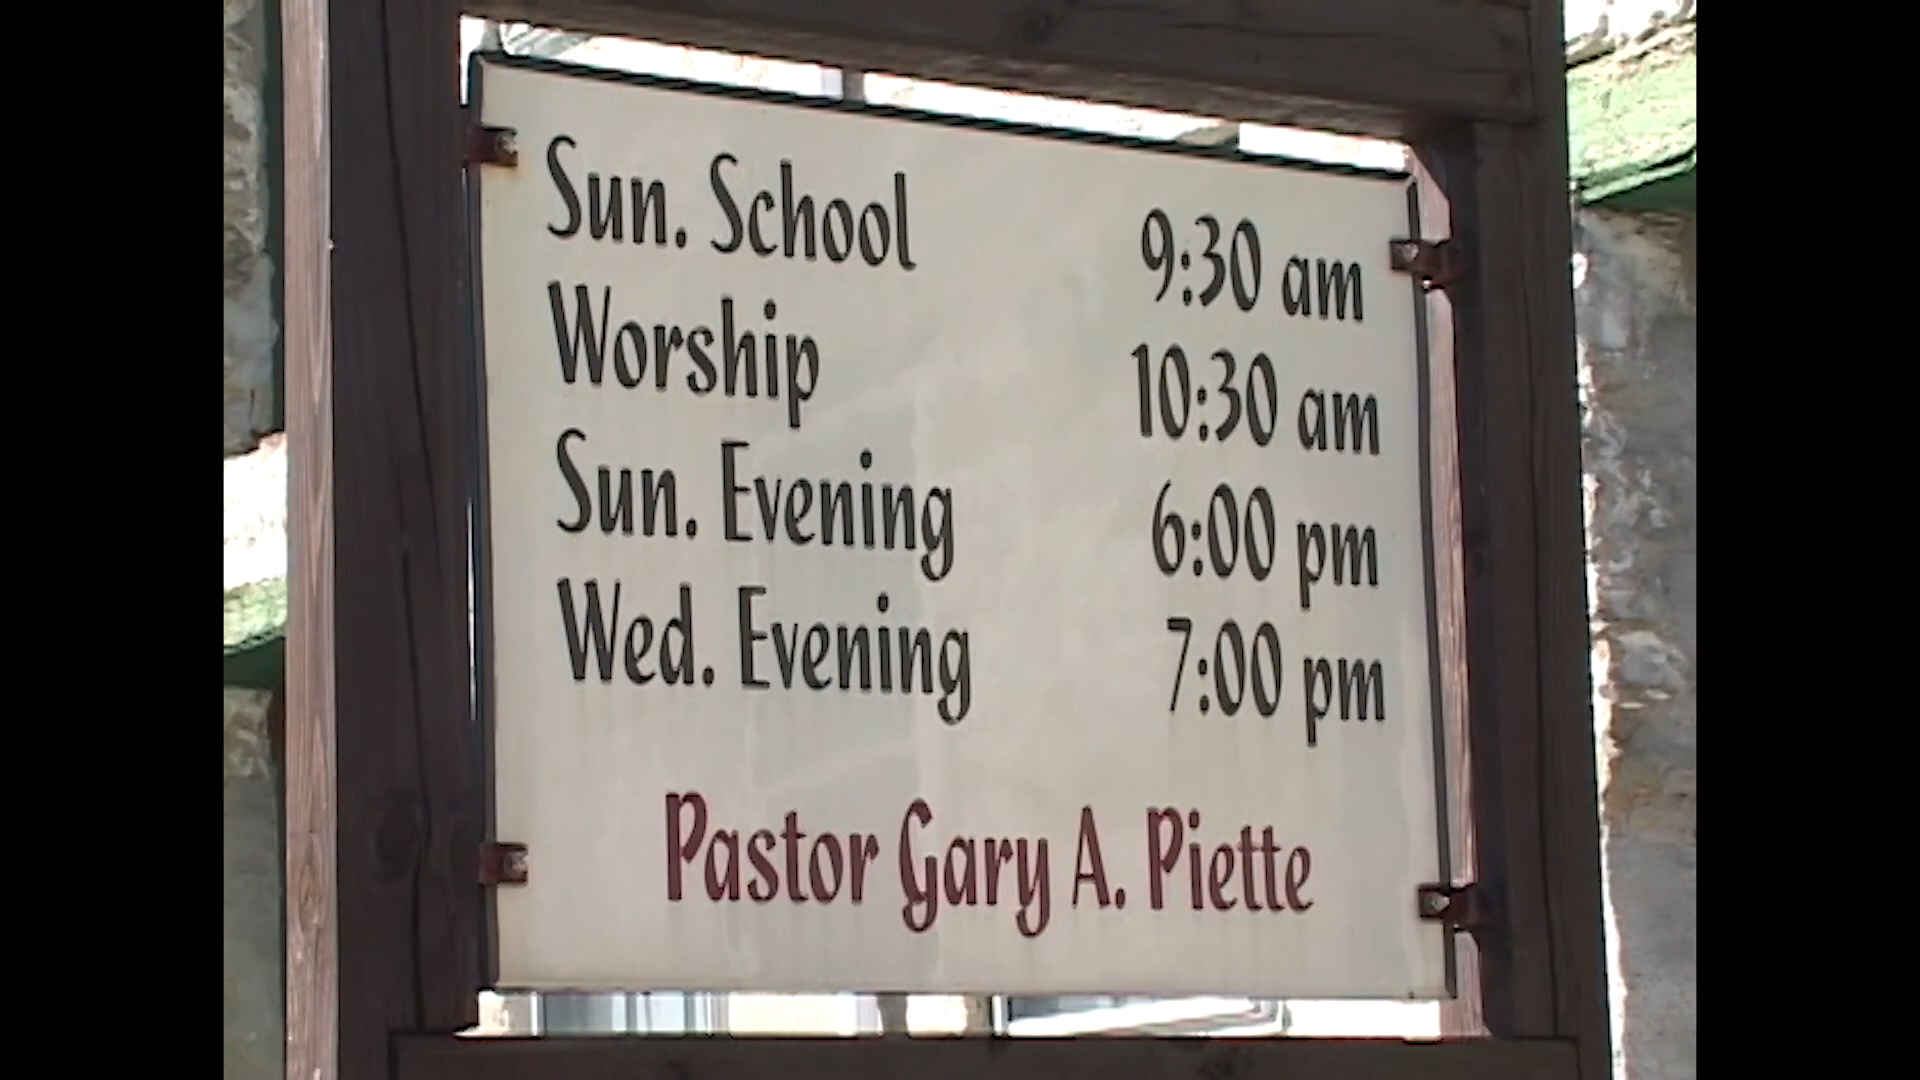 Sun. School 9:30 am
Worship 10:30 am
Sun. Evening 6:00 pm
Wed. Evening 7:00 pm
Pastor Gary A. Piette